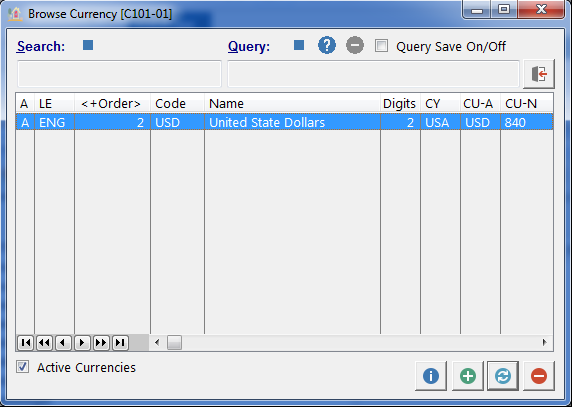 Browse Currency [C101-01]
Search: Query: Query Save On/Off
A LE <+Order> Code Name Digits CY CU-A CU-N
A ENG 2 USD United State Dollars 2 USA USD 840
Active Currencies